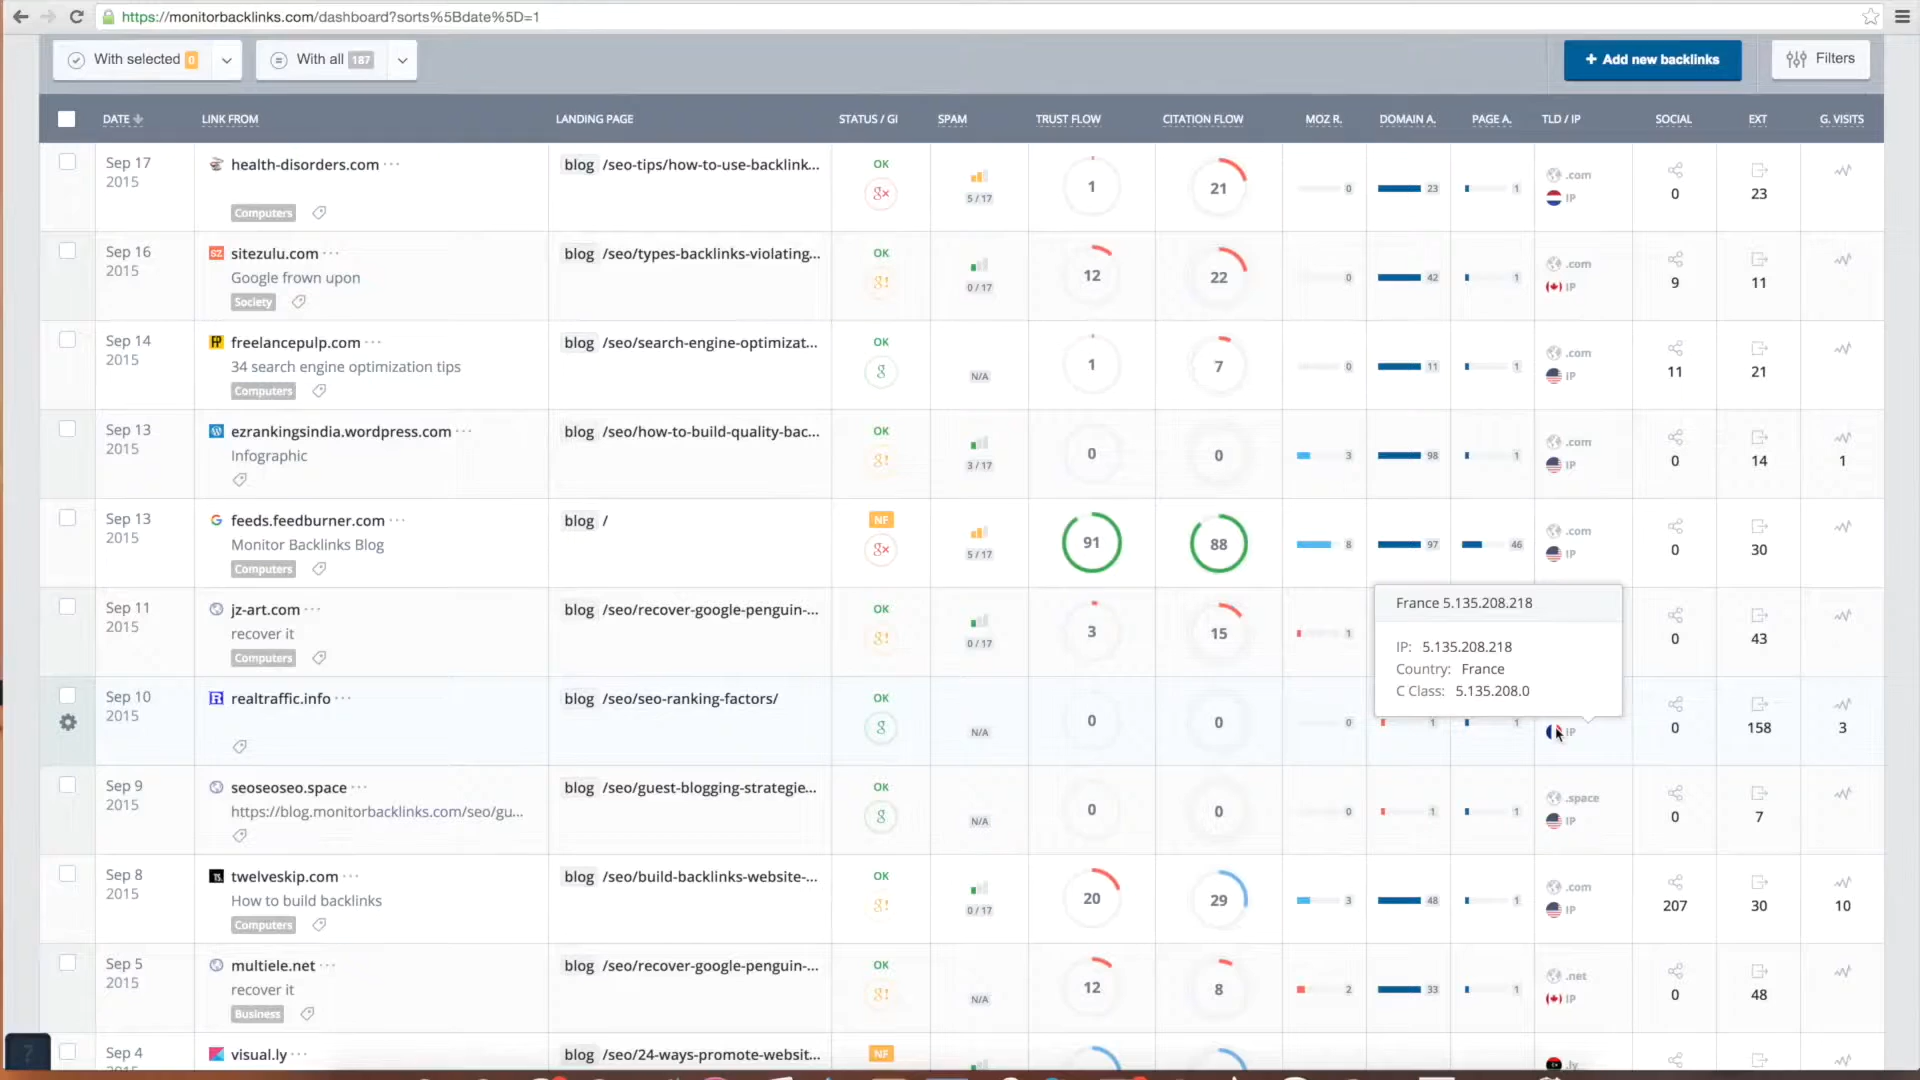 https://monitorbacklinks.com/dashboard?sorts%5Bdate%5D=1
With selected 0
With all 187
+ Add new backlinks
Filters
DATE LINK FROM LANDING PAGE STATUS / GI SPAM TRUST FLOW CITATION FLOW MOZ R. DOMAIN A. PAGE A. TLD / IP SOCIAL EXT G. VISITS
Sep 17 health-disorders.com ··· blog /seo-tips/how-to-use-backlink... OK .com
2015 g× 5 / 17 1 21 0 23 1 IP 0 23
Computers
Sep 16 SZ sitezulu.com ··· blog /seo/types-backlinks-violating... OK .com
2015 Google frown upon g! 0 / 17 12 22 0 42 1 IP 9 11
Society
Sep 14 FP freelancepulp.com ··· blog /seo/search-engine-optimizat... OK .com
2015 34 search engine optimization tips g N/A 1 7 0 11 1 IP 11 21
Computers
Sep 13 ezrankingsindia.wordpress.com ··· blog /seo/how-to-build-quality-bac... OK .com
2015 Infographic g! 3 / 17 0 0 3 98 1 IP 0 14 1
Sep 13 G feeds.feedburner.com ··· blog / NF .com
2015 Monitor Backlinks Blog g× 5 / 17 91 88 8 97 46 IP 0 30
Computers
Sep 11 jz-art.com ··· blog /seo/recover-google-penguin-... OK
2015 recover it g! 0 / 17 3 15 1 0 43
Computers
France 5.135.208.218
IP: 5.135.208.218
Country: France
C Class: 5.135.208.0
Sep 10 R realtraffic.info ··· blog /seo/seo-ranking-factors/ OK
2015 g N/A 0 0 0 1 1 IP 0 158 3
Sep 9 seoseoseo.space ··· blog /seo/guest-blogging-strategie... OK .space
2015 https://blog.monitorbacklinks.com/seo/gu... g N/A 0 0 0 1 1 IP 0 7
Sep 8 TS. twelveskip.com ··· blog /seo/build-backlinks-website-... OK .com
2015 How to build backlinks g! 0 / 17 20 29 3 48 1 IP 207 30 10
Computers
Sep 5 multiele.net ··· blog /seo/recover-google-penguin-... OK .net
2015 recover it g! N/A 12 8 2 33 1 IP 0 48
Business
Sep 4 visual.ly ··· blog /seo/24-ways-promote-websit... NF .ly
?